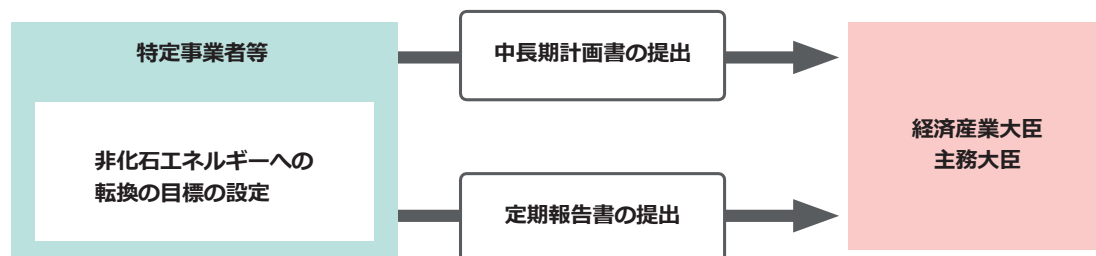 特定事業者等
非化石エネルギーへの
転換の目標の設定
中長期計画書の提出
定期報告書の提出
経済産業大臣
主務大臣